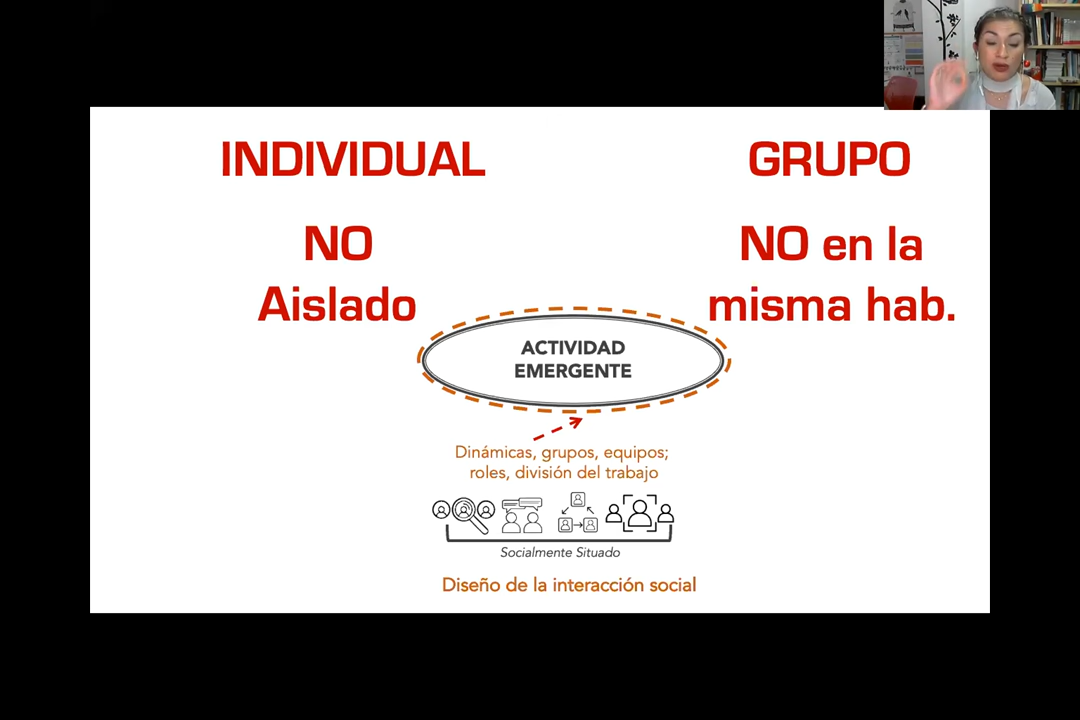 INDIVIDUAL
NO
Aislado
GRUPO
NO en la
misma hab.
ACTIVIDAD
EMERGENTE
Dinámicas, grupos, equipos;
roles, división del trabajo
Socialmente Situado
Diseño de la interacción social